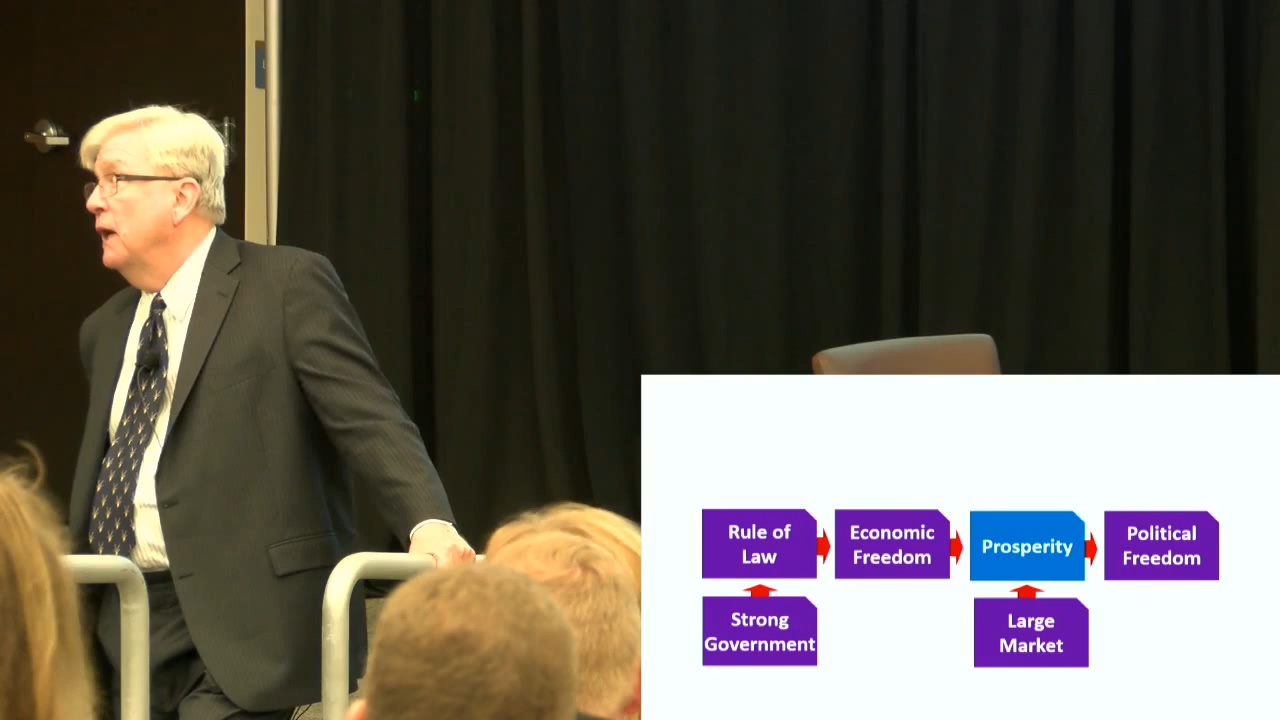 Rule of
Law
Economic
Freedom
Prosperity
Political
Freedom
Strong
Government
Large
Market